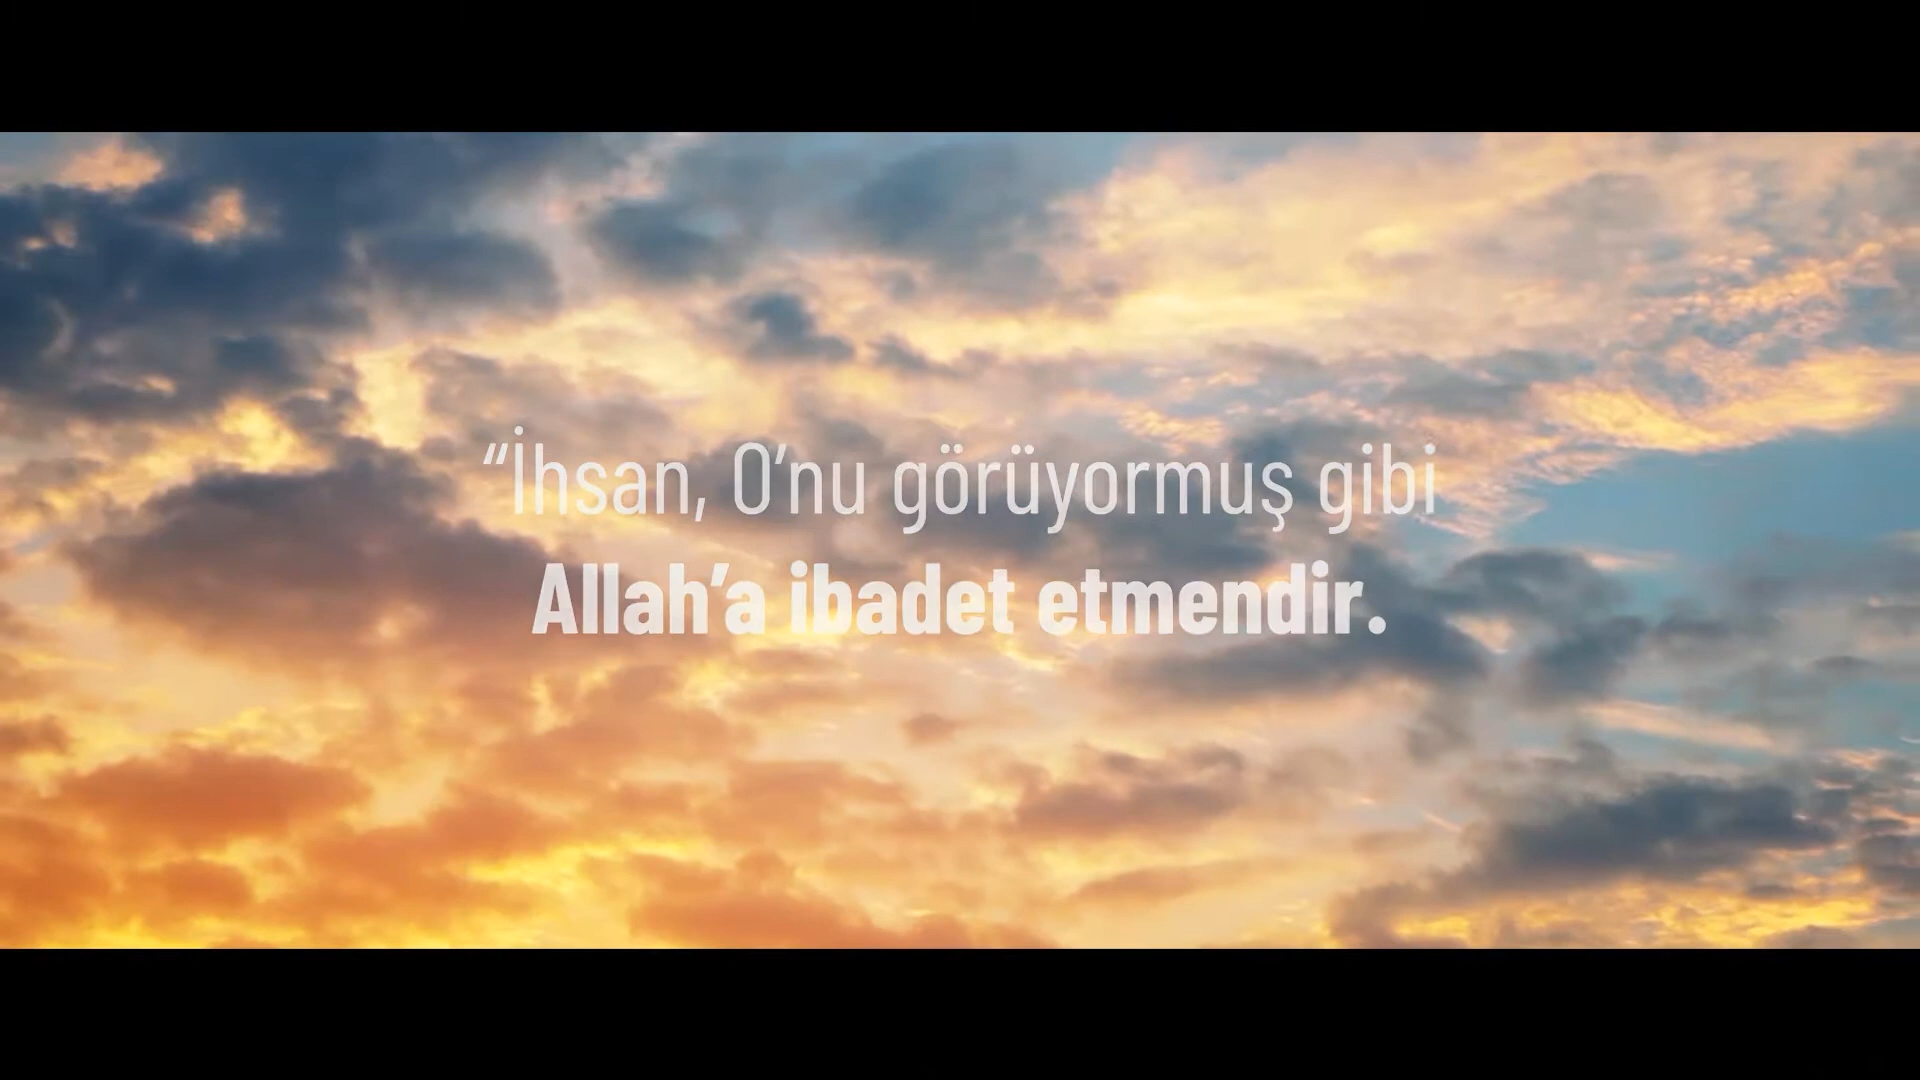 “İhsan, O’nu görüyormuş gibi
Allah’a ibadet etmendir.